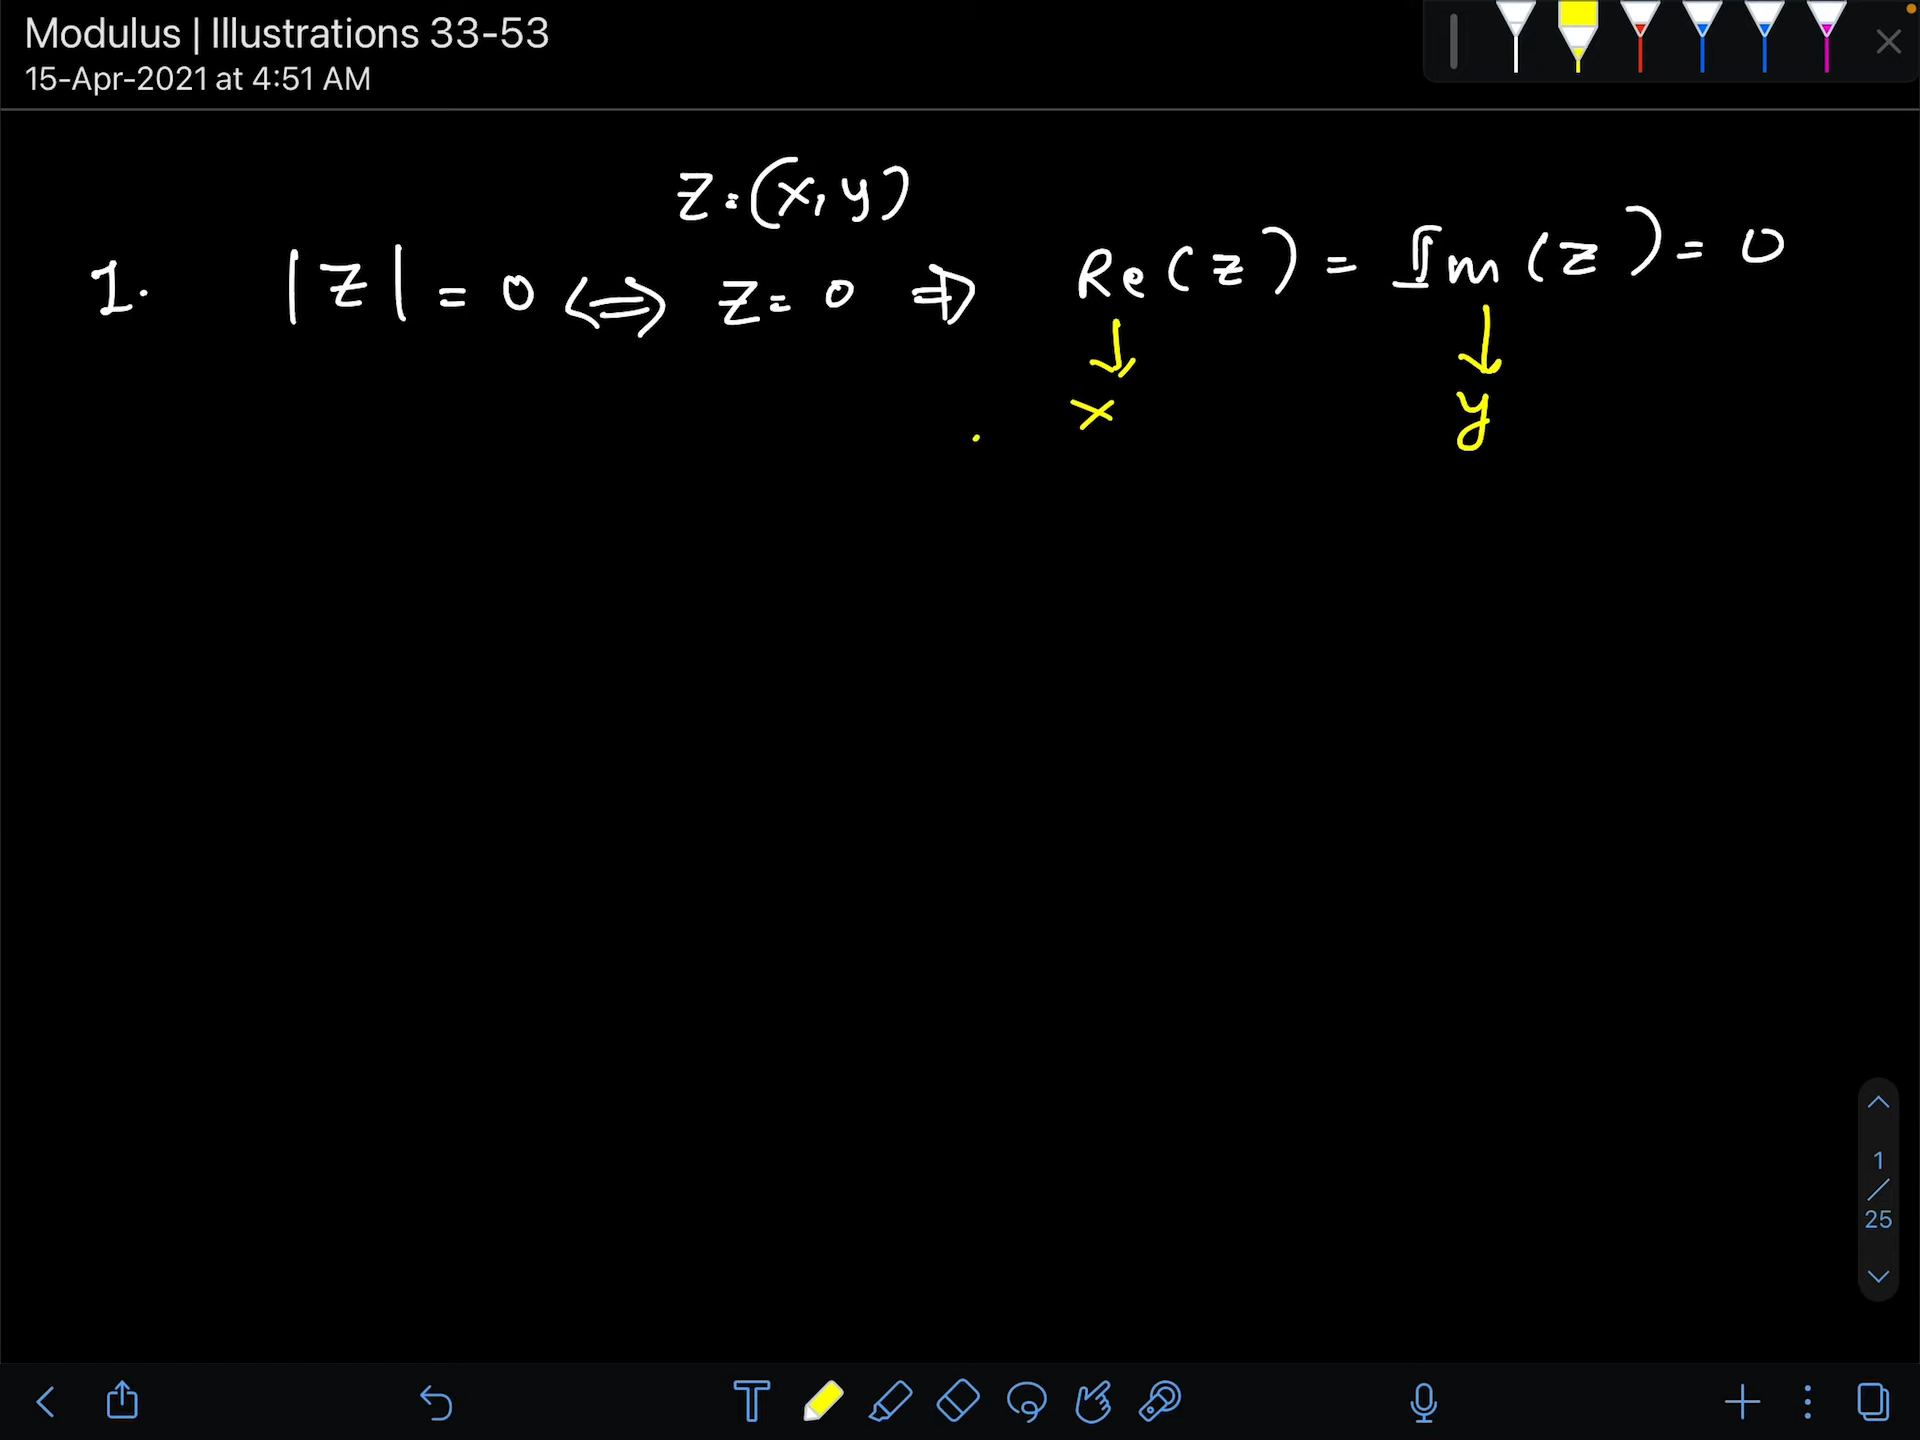 Modulus | Illustrations 33-53
15-Apr-2021 at 4:51 AM
z=(x,y)
1. |z| = 0 ⇔ z = 0 ⇒ Re(z) = Im(z) = 0
↓ ↓
x y
1
/
25